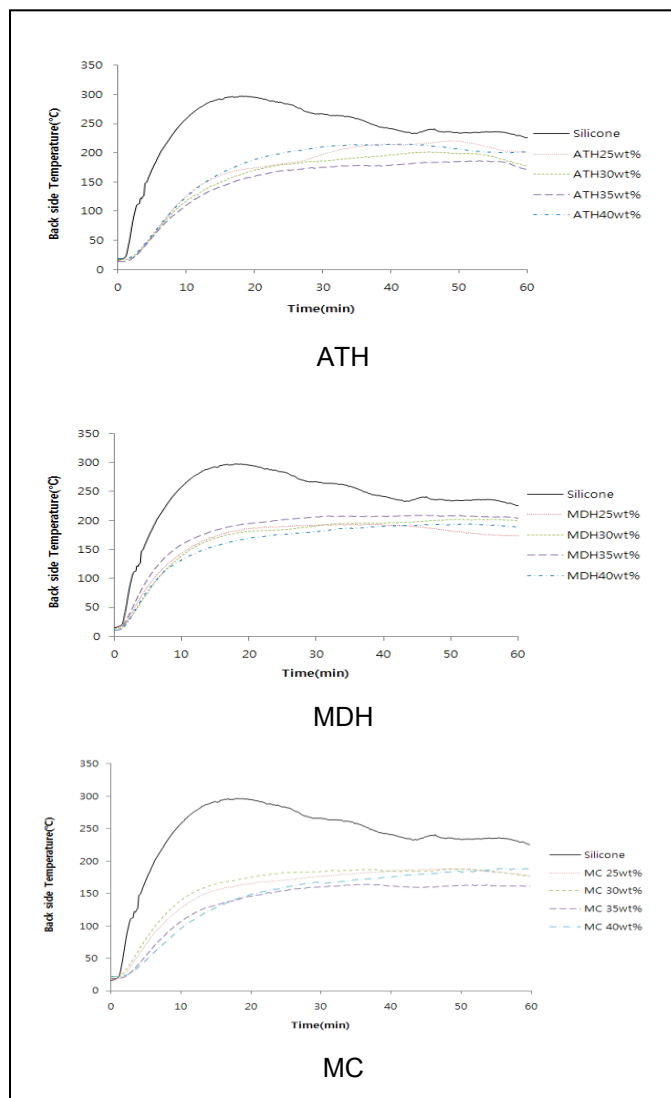 350
300
250
200
150
100
50
0
0 10 20 30 40 50 60
Back side Temperature(℃)
Time(min)
Silicone
ATH25wt%
ATH30wt%
ATH35wt%
ATH40wt%
ATH
350
300
250
200
150
100
50
0
0 10 20 30 40 50 60
Back side Temperature(℃)
Time(min)
Silicone
MDH25wt%
MDH30wt%
MDH35wt%
MDH40wt%
MDH
350
300
250
200
150
100
50
0
0 10 20 30 40 50 60
Back side Temperature(℃)
Time(min)
Silicone
MC 25wt%
MC 30wt%
MC 35wt%
MC 40wt%
MC